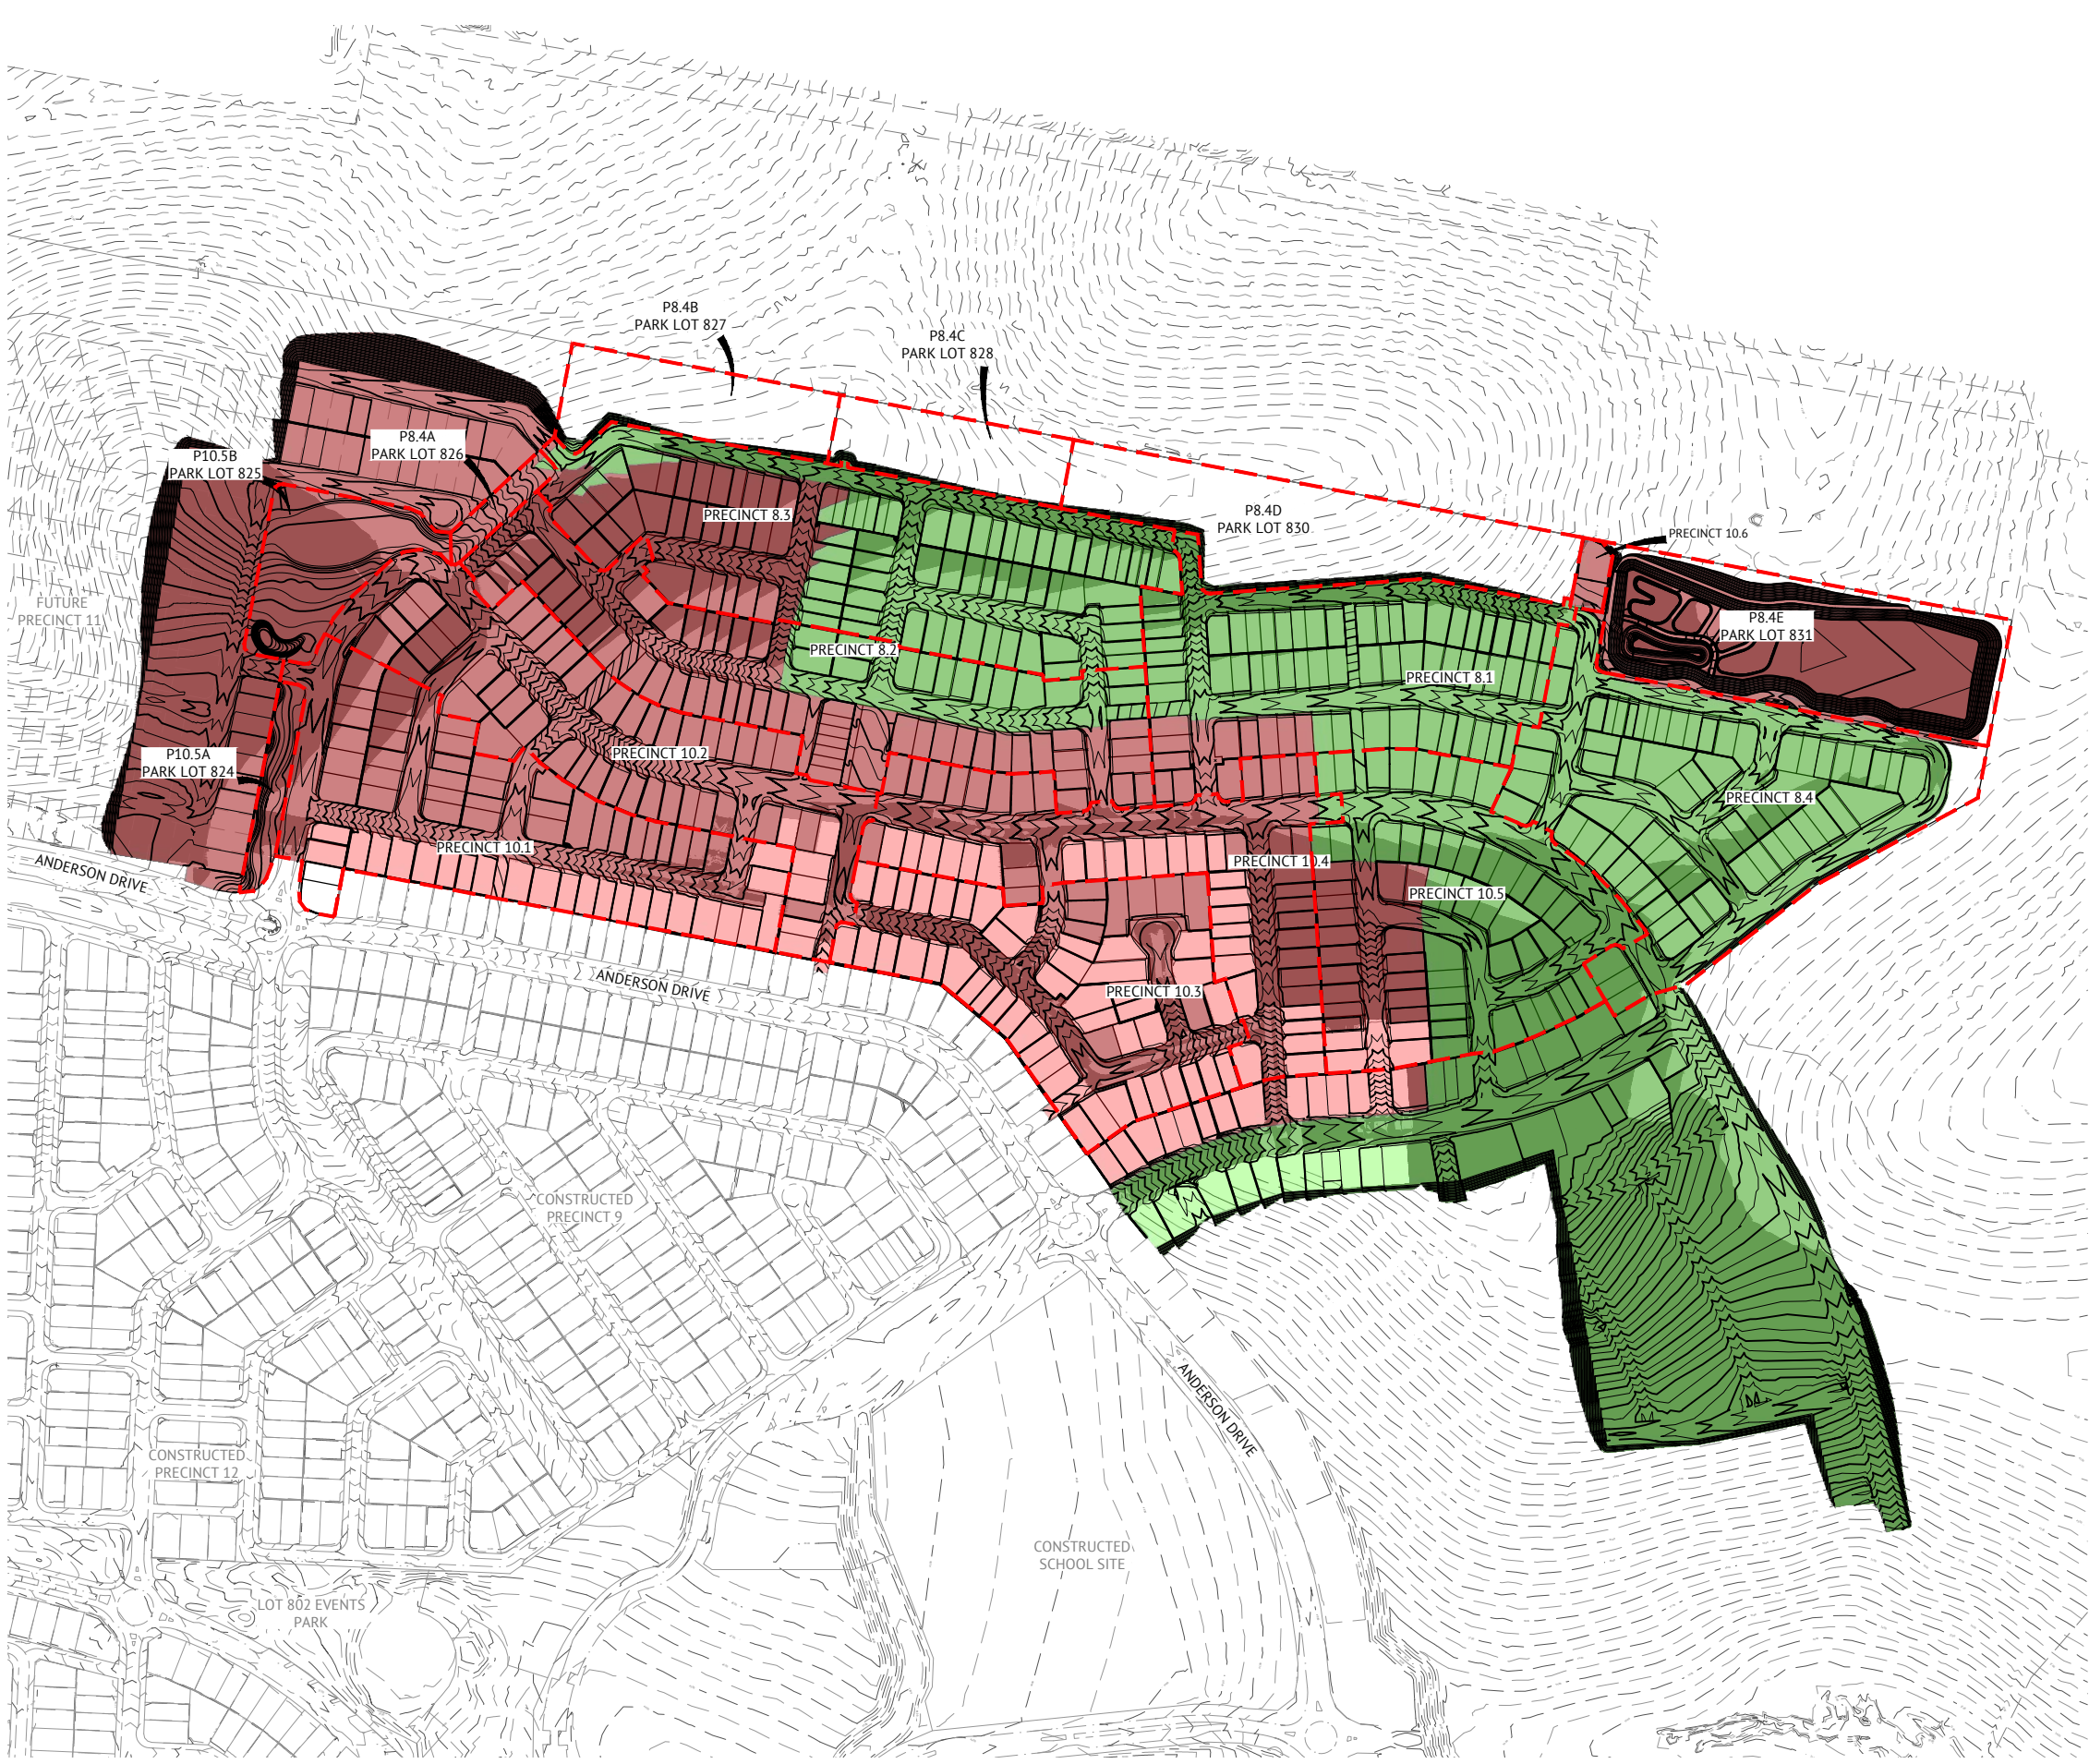 P8.4B
PARK LOT 827
P8.4C
PARK LOT 828
P8.4A
PARK LOT 826
P10.5B
PARK LOT 825
PRECINCT 8.3
P8.4D
PARK LOT 830
PRECINCT 10.6
FUTURE
PRECINCT 11
P8.4E
PARK LOT 831
PRECINCT 8.2
PRECINCT 8.1
P10.5A
PARK LOT 824
PRECINCT 10.2
PRECINCT 8.4
PRECINCT 10.1
ANDERSON DRIVE
PRECINCT 10.4
PRECINCT 10.5
ANDERSON DRIVE
PRECINCT 10.3
CONSTRUCTED
PRECINCT 9
ANDERSON DRIVE
CONSTRUCTED
PRECINCT 12
CONSTRUCTED
SCHOOL SITE
LOT 802 EVENTS
PARK